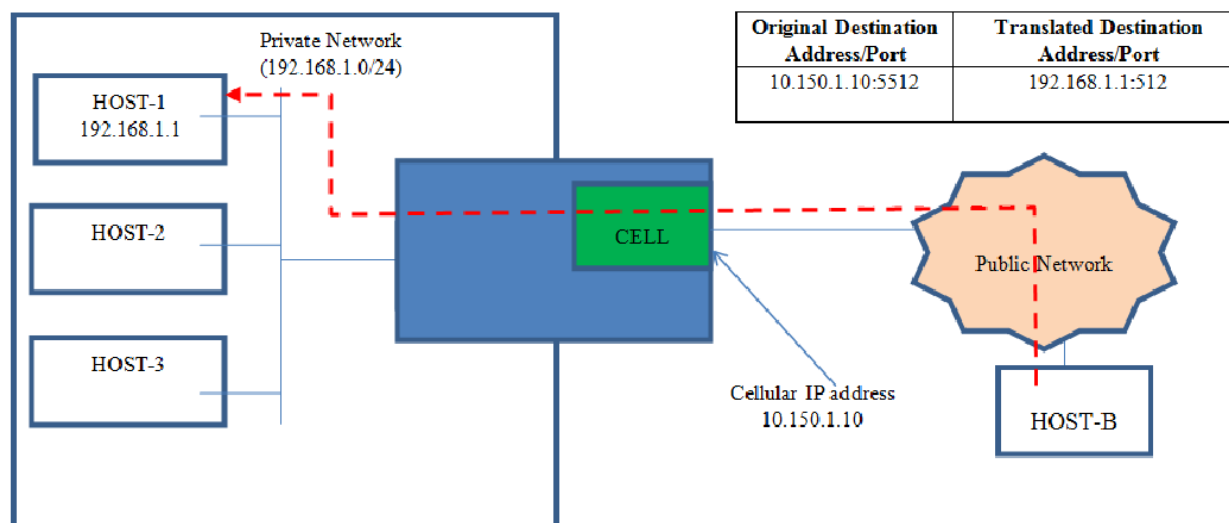 Private Network
(192.168.1.0/24)
HOST-1
192.168.1.1
HOST-2
HOST-3
CELL
Cellular IP address
10.150.1.10
Public Network
HOST-B
Original Destination Address/Port
Translated Destination Address/Port
10.150.1.10:5512
192.168.1.1:512